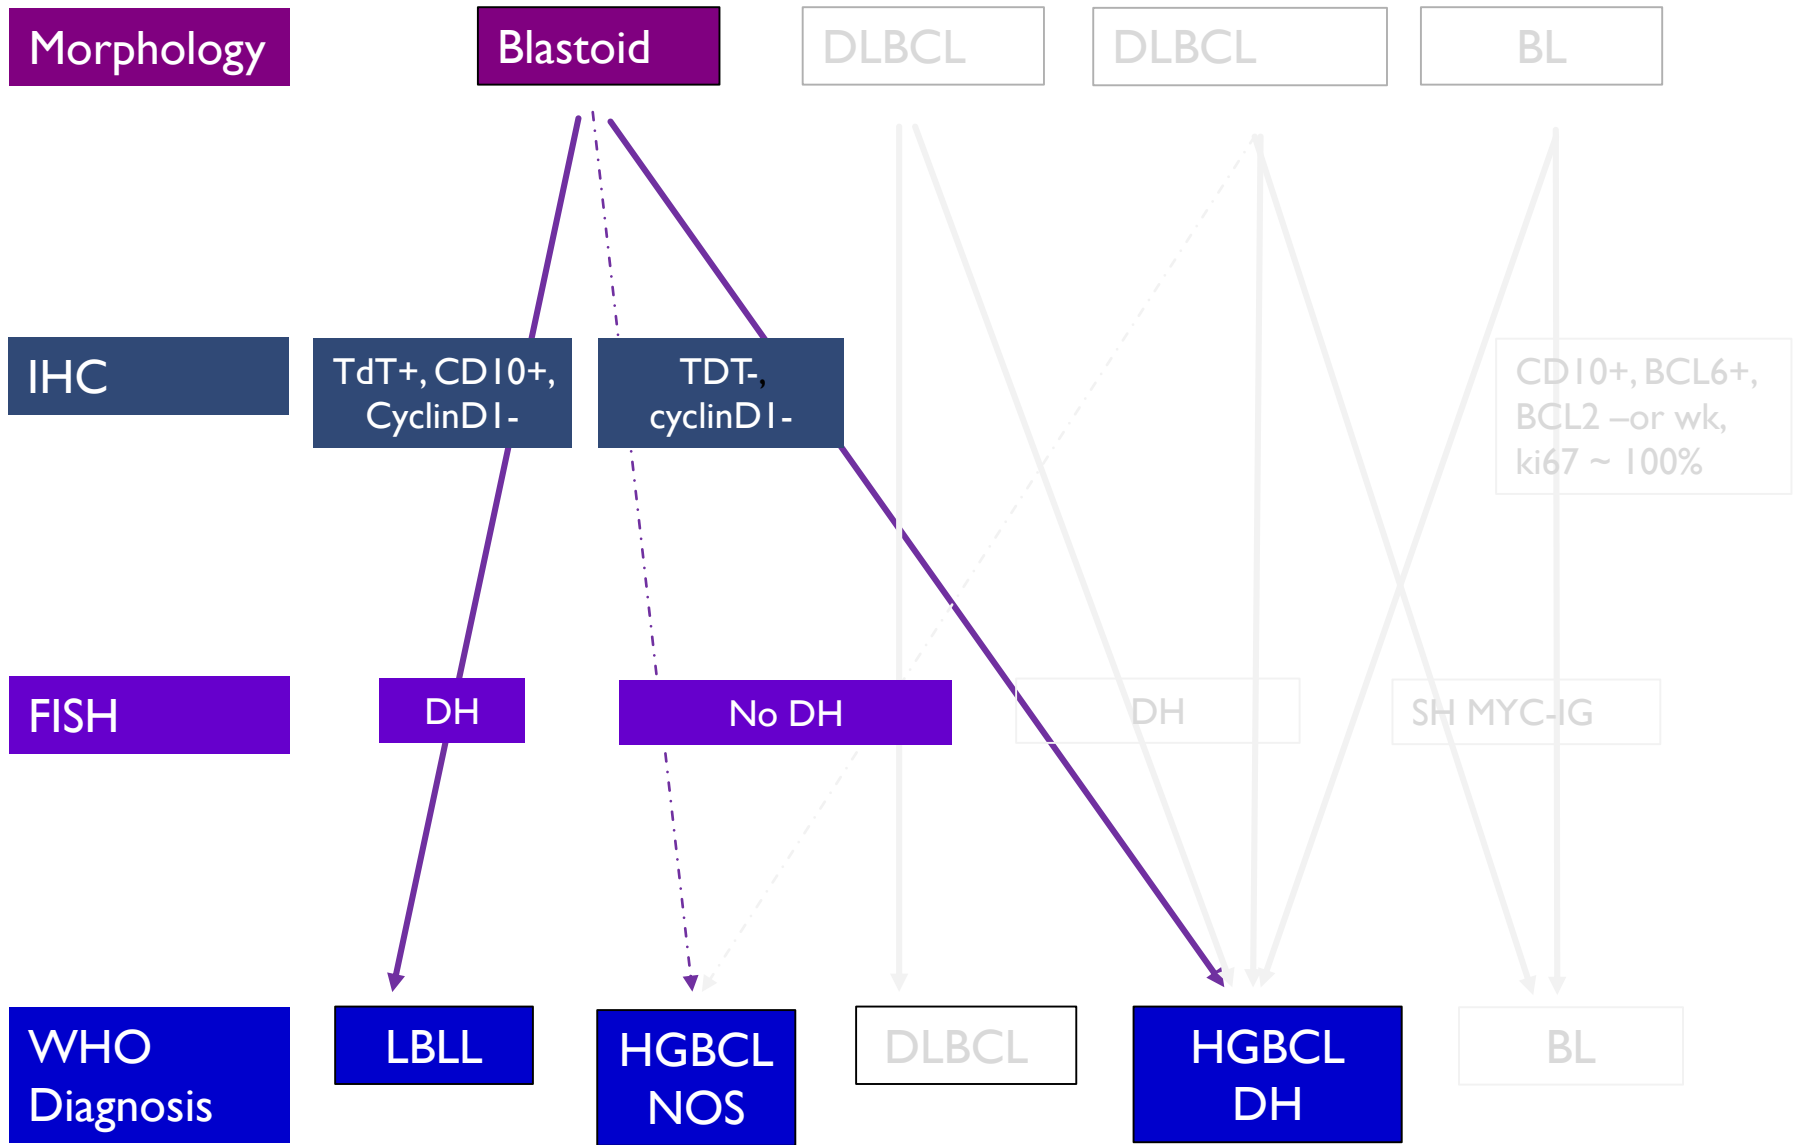 Morphology
Blastoid
DLBCL
DLBCL
BL
IHC
TdT+, CD10+,
CyclinD1-
TDT-,
cyclinD1-
CD10+, BCL6+,
BCL2 –or wk,
ki67 ~ 100%
FISH
DH
No DH
DH
SH MYC-IG
WHO
Diagnosis
LBLL
HGBCL
NOS
DLBCL
HGBCL
DH
BL